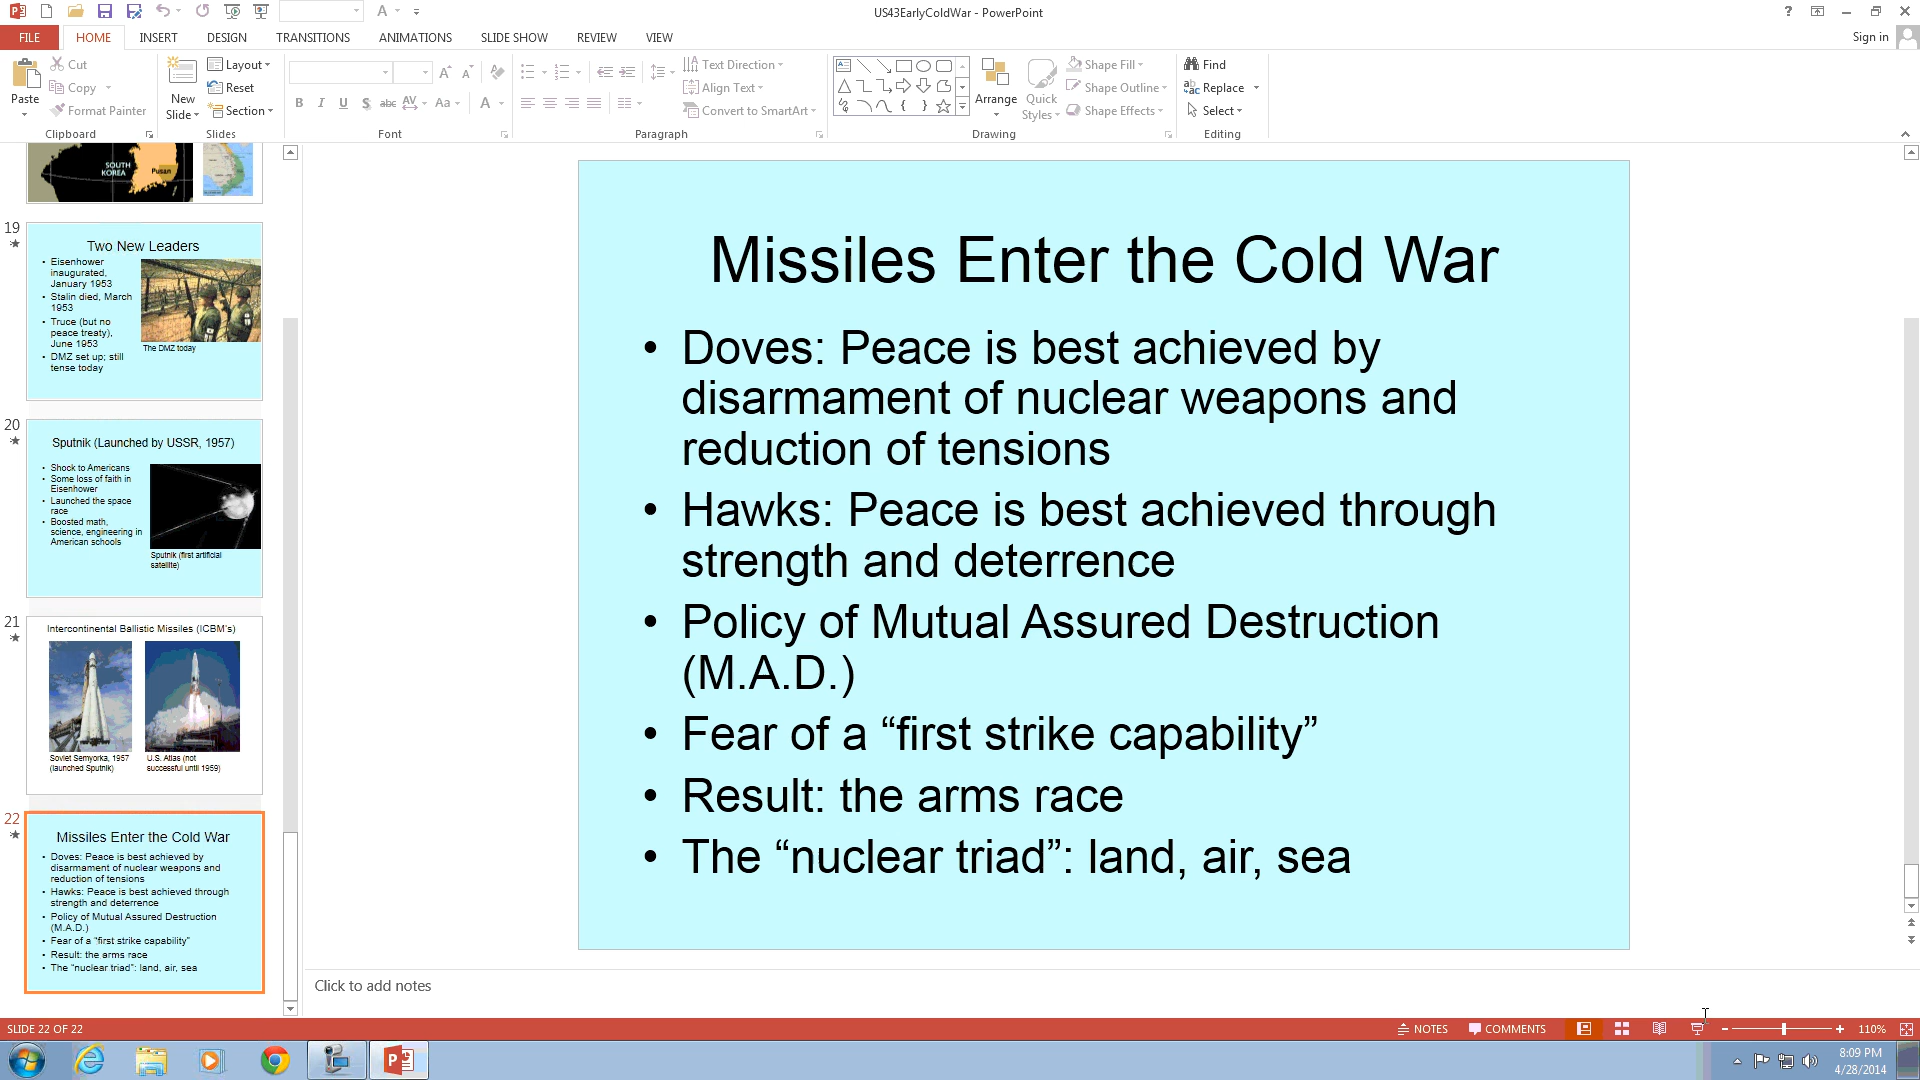 US43EarlyColdWar - PowerPoint
FILE HOME INSERT DESIGN TRANSITIONS ANIMATIONS SLIDE SHOW REVIEW VIEW Sign in
Paste
Cut
Copy
Format Painter
Clipboard
New Slide
Layout
Reset
Section
Slides
B I U S abc AV Aa A
Font
Text Direction
Align Text
Convert to SmartArt
Paragraph
Arrange
Quick Styles
Shape Fill
Shape Outline
Shape Effects
Drawing
Find
Replace
Select
Editing
SOUTH
KOREA
Pusan
19
Two New Leaders
• Eisenhower
inaugurated,
January 1953
• Stalin died, March
1953
• Truce (but no
peace treaty),
June 1953
• DMZ set up; still
tense today
The DMZ today
20
Sputnik (Launched by USSR, 1957)
• Shock to Americans
• Some loss of faith in
Eisenhower
• Launched the space
race
• Boosted math,
science, engineering in
American schools
Sputnik (first artificial
satellite)
21
Intercontinental Ballistic Missiles (ICBM's)
Soviet Semyorka, 1957
(launched Sputnik)
U.S. Atlas (not
successful until 1959)
22
Missiles Enter the Cold War
• Doves: Peace is best achieved by
disarmament of nuclear weapons and
reduction of tensions
• Hawks: Peace is best achieved through
strength and deterrence
• Policy of Mutual Assured Destruction
(M.A.D.)
• Fear of a “first strike capability”
• Result: the arms race
• The “nuclear triad”: land, air, sea
Missiles Enter the Cold War
• Doves: Peace is best achieved by
disarmament of nuclear weapons and
reduction of tensions
• Hawks: Peace is best achieved through
strength and deterrence
• Policy of Mutual Assured Destruction
(M.A.D.)
• Fear of a “first strike capability”
• Result: the arms race
• The “nuclear triad”: land, air, sea
Click to add notes
SLIDE 22 OF 22
NOTES COMMENTS 110%
8:09 PM
4/28/2014